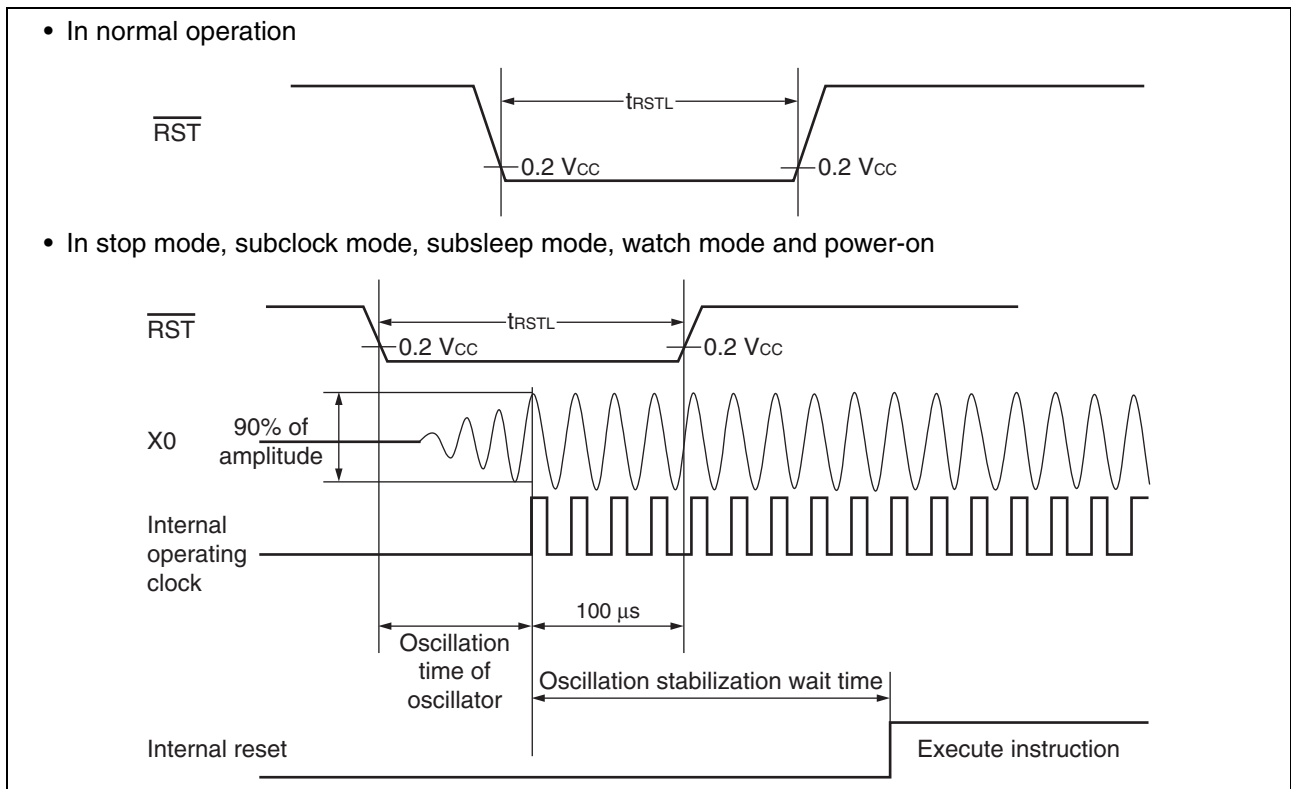 • In normal operation
tRSTL
RST
0.2 VCC
0.2 VCC
• In stop mode, subclock mode, subsleep mode, watch mode and power-on
RST
tRSTL
0.2 VCC
0.2 VCC
X0
90% of
amplitude
Internal
operating
clock
100 μs
Oscillation
time of
oscillator
Oscillation stabilization wait time
Internal reset
Execute instruction